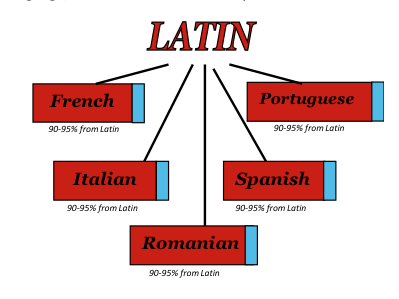 LATIN
French
90-95% from Latin
Portuguese
90-95% from Latin
Italian
90-95% from Latin
Spanish
90-95% from Latin
Romanian
90-95% from Latin